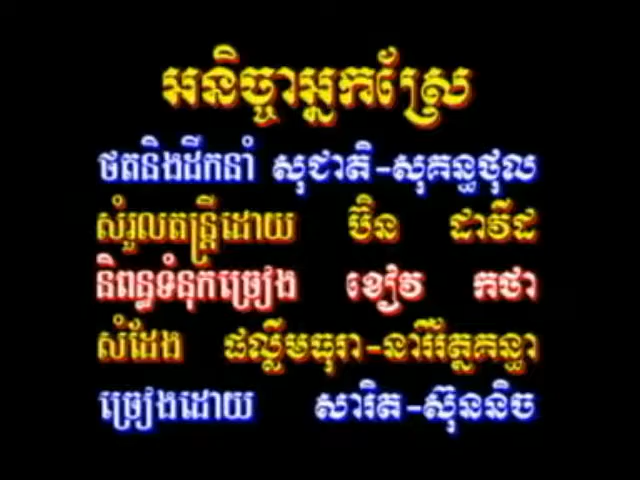 អនិច្ចាអ្នកស្រែ
ថតនិងដឹកនាំ សុជាតិ-សុគន្ធថុល
សំរួលតន្ត្រីដោយ ប៊ិន ដាវីដ
និពន្ធទំនុកច្រៀង ខៀវ កថា
សំដែង ផល្លឹមធុរា-នារីរ័ត្នគន្ធា
ច្រៀងដោយ សារិត-ស៊ុននិច